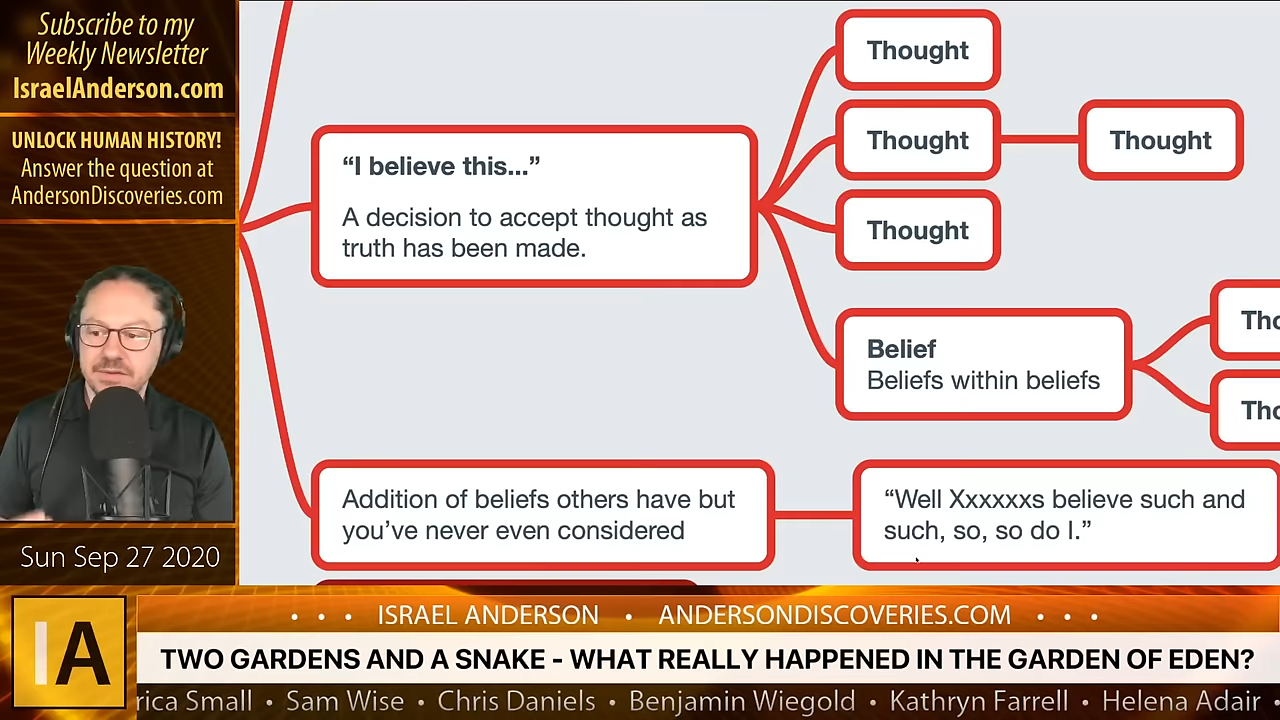 Subscribe to my
Weekly Newsletter
IsraelAnderson.com
UNLOCK HUMAN HISTORY!
Answer the question at
AndersonDiscoveries.com
Sun Sep 27 2020
“I believe this...”
A decision to accept thought as
truth has been made.
Thought
Thought
Thought
Thought
Belief
Beliefs within beliefs
Addition of beliefs others have but
you’ve never even considered
“Well Xxxxxxs believe such and
such, so, so do I.”
IA
• • • ISRAEL ANDERSON • ANDERSONDISCOVERIES.COM • • •
TWO GARDENS AND A SNAKE - WHAT REALLY HAPPENED IN THE GARDEN OF EDEN?
Small • Sam Wise • Chris Daniels • Benjamin Wiegold • Kathryn Farrell • Helena Adair •